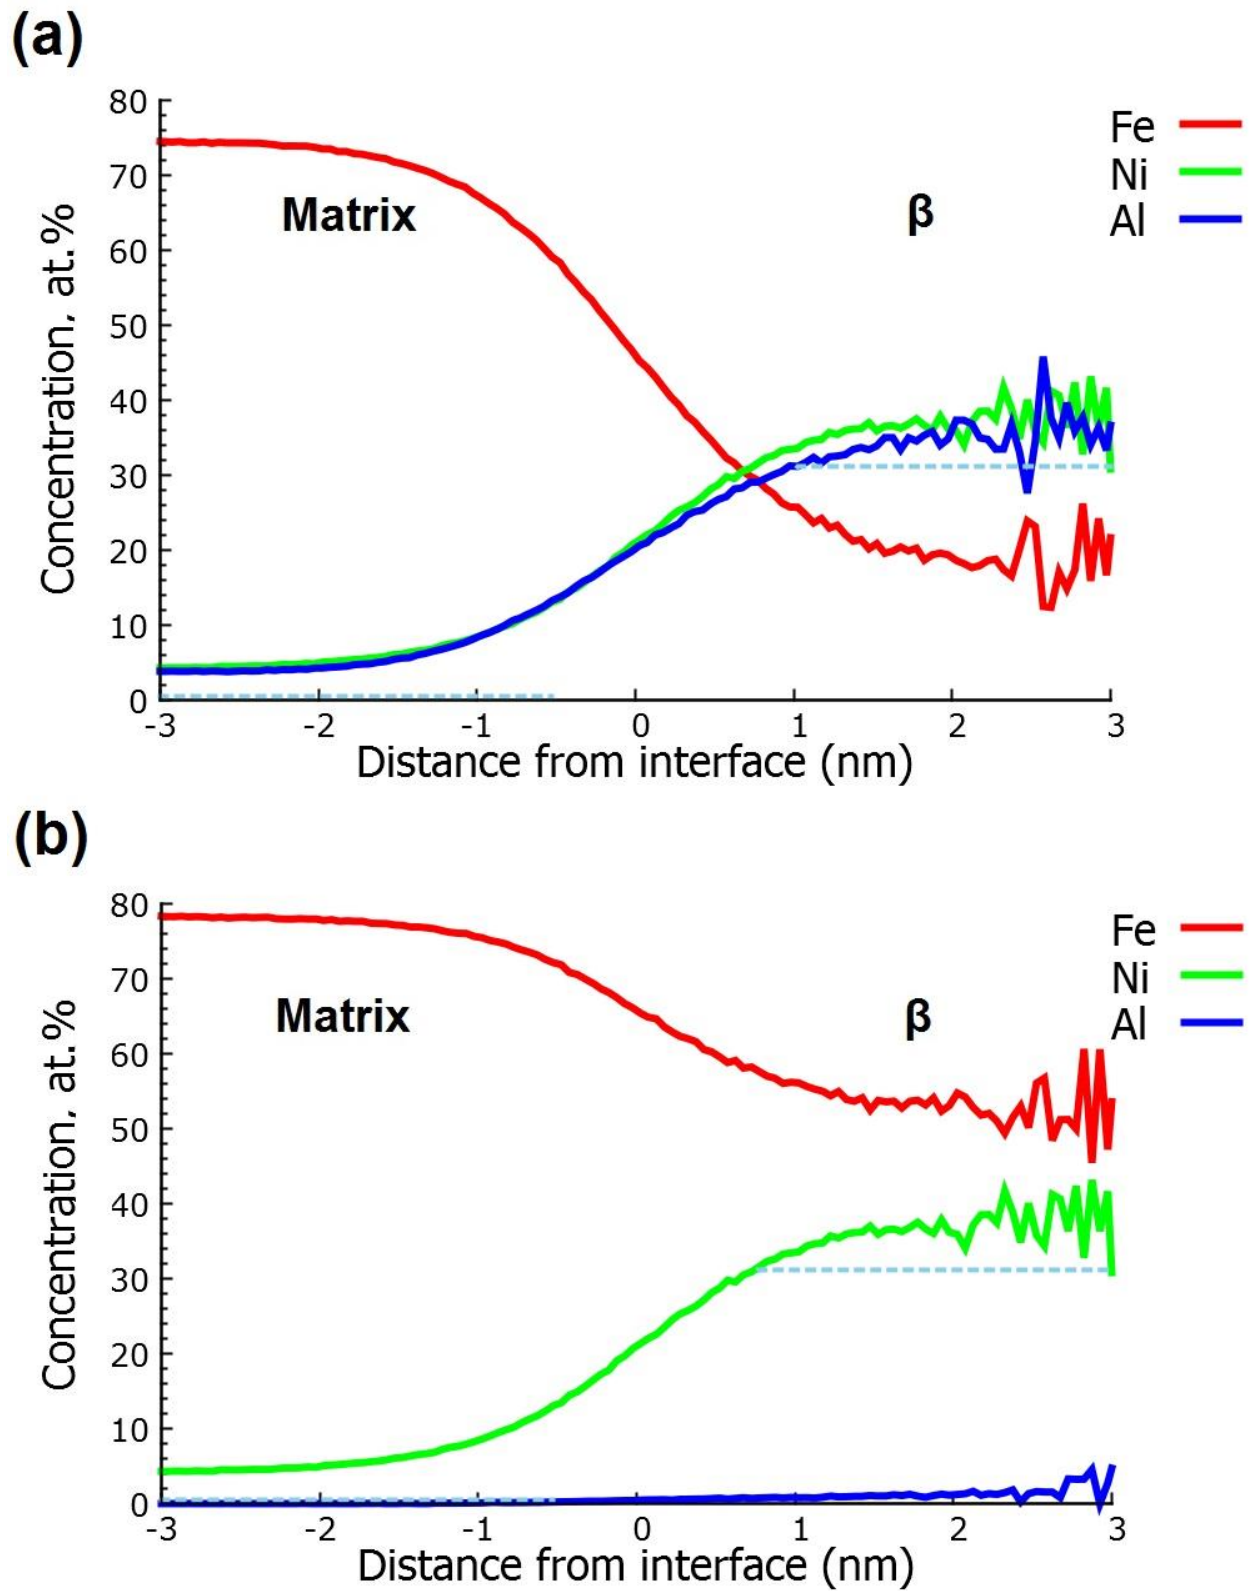 (a)
80
70
60
50
40
30
20
10
0
Concentration, at.%
Matrix
β
Fe
Ni
Al
-3 -2 -1 0 1 2 3
Distance from interface (nm)
(b)
80
70
60
50
40
30
20
10
0
Concentration, at.%
Matrix
β
Fe
Ni
Al
-3 -2 -1 0 1 2 3
Distance from interface (nm)